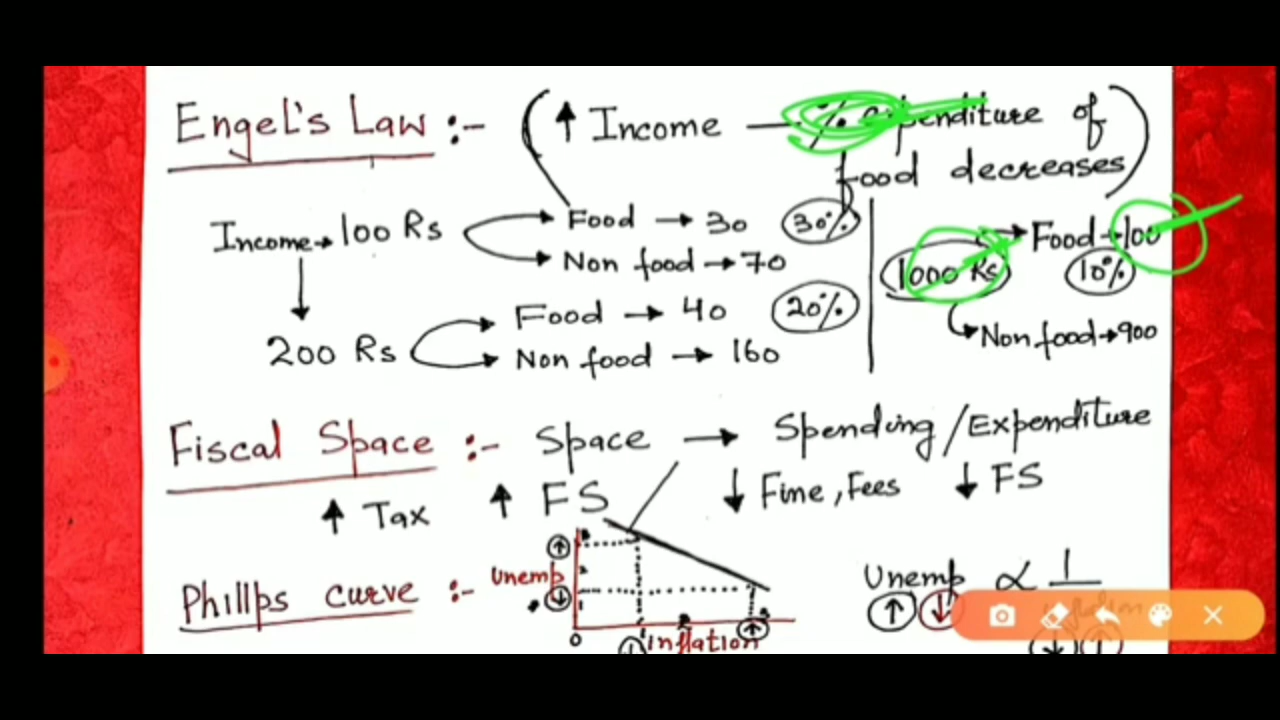 Engel's Law :- (↑ Income — % expenditure of
food decreases)
Income → 100 Rs
Food → 30 30%
Non food → 70
200 Rs
Food → 40 20%
Non food → 160
1000 Rs
Food → 100
10%
Non food → 900
Fiscal Space :- Space → Spending / Expenditure
↑ Tax ↑ FS ↓ Fine, Fees ↓ FS
Phillps curve :-
Unemp
0
inflation
Unemp ∝ 1
↑ ↓